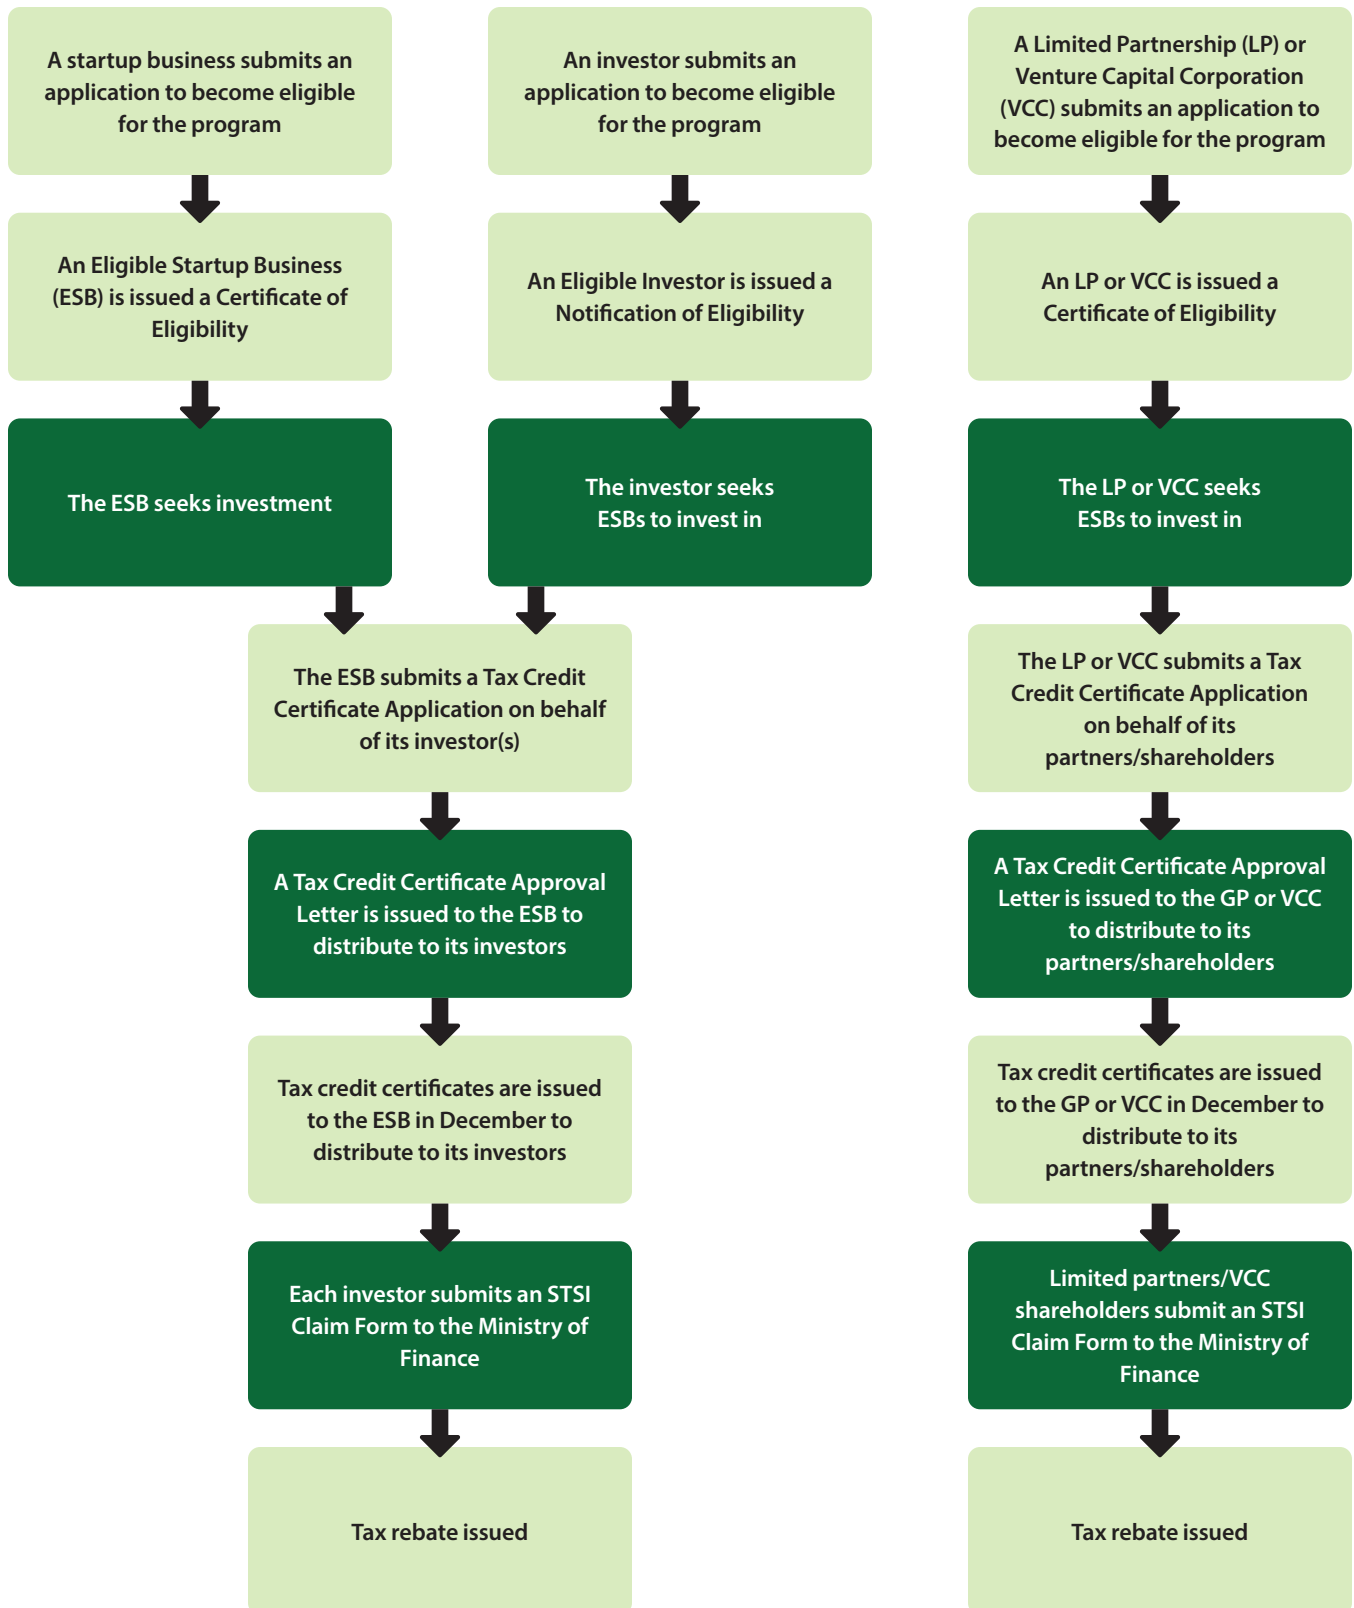 A startup business submits an
application to become eligible
for the program
An investor submits an
application to become eligible
for the program
A Limited Partnership (LP) or
Venture Capital Corporation
(VCC) submits an application to
become eligible for the program
An Eligible Startup Business
(ESB) is issued a Certificate of
Eligibility
An Eligible Investor is issued a
Notification of Eligibility
An LP or VCC is issued a
Certificate of Eligibility
The ESB seeks investment
The investor seeks
ESBs to invest in
The LP or VCC seeks
ESBs to invest in
The ESB submits a Tax Credit
Certificate Application on behalf
of its investor(s)
The LP or VCC submits a Tax
Credit Certificate Application
on behalf of its
partners/shareholders
A Tax Credit Certificate Approval
Letter is issued to the ESB to
distribute to its investors
A Tax Credit Certificate Approval
Letter is issued to the GP or VCC
to distribute to its
partners/shareholders
Tax credit certificates are issued
to the ESB in December to
distribute to its investors
Tax credit certificates are issued
to the GP or VCC in December to
distribute to its
partners/shareholders
Each investor submits an STSI
Claim Form to the Ministry of
Finance
Limited partners/VCC
shareholders submit an STSI
Claim Form to the Ministry of
Finance
Tax rebate issued
Tax rebate issued